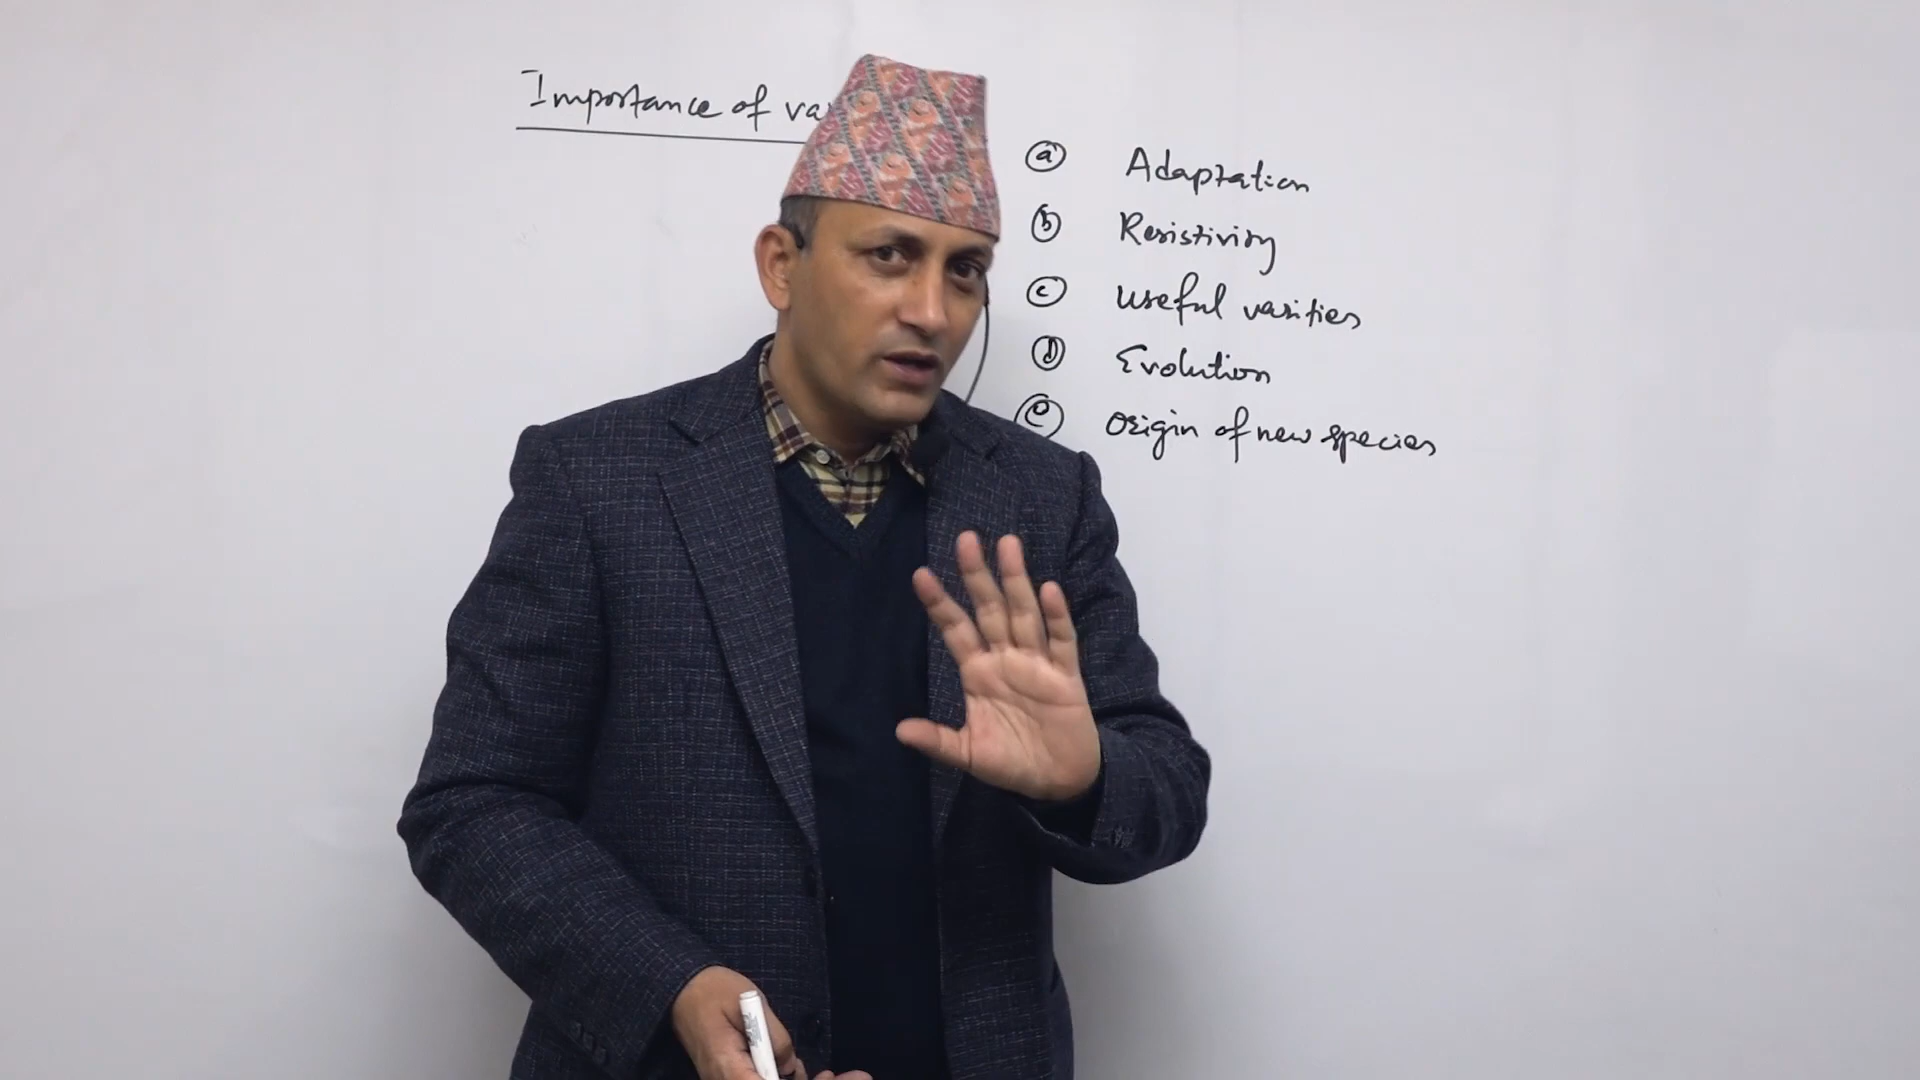 Importance of va
a Adaptation
b Resistivity
c Useful varities
d Evolution
e Origin of new species